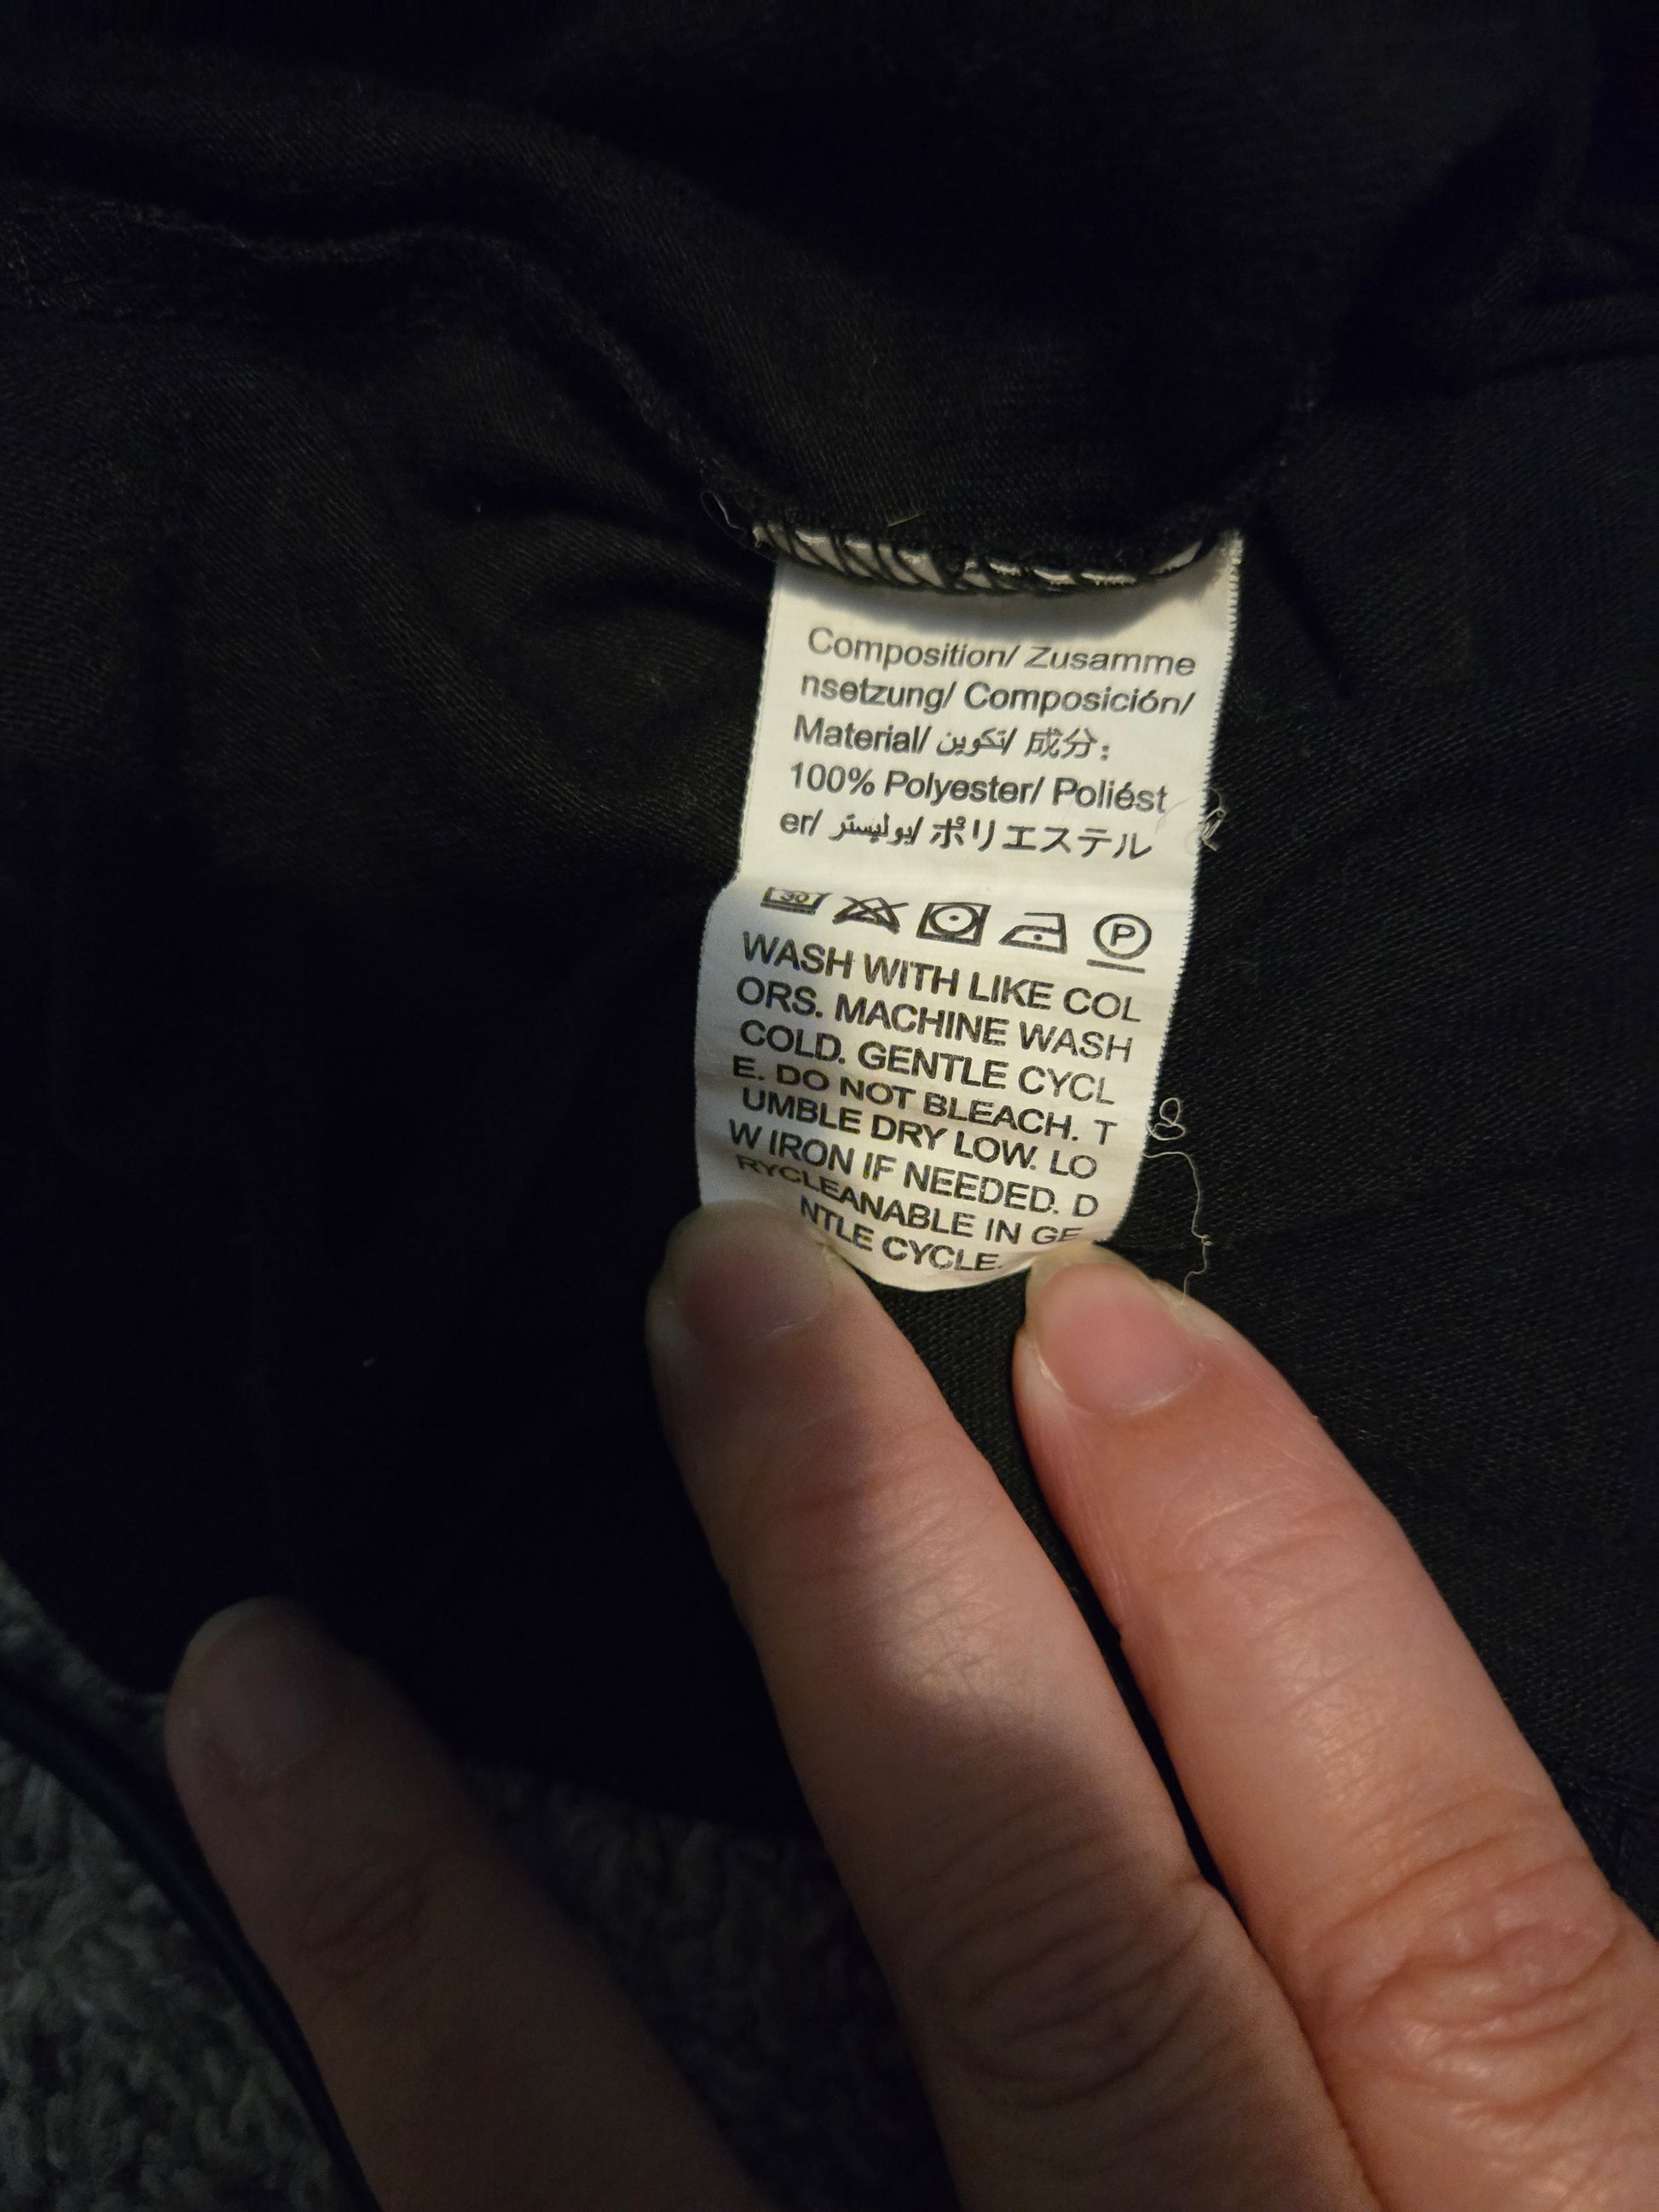 Composition/ Zusamme
nsetzung/ Composición/
Material/ تكوين/ 成分:
100% Polyester/ Poliést
er/ بوليستر/ ポリエステル
30
P
WASH WITH LIKE COL
ORS. MACHINE WASH
COLD. GENTLE CYCL
E. DO NOT BLEACH. T
UMBLE DRY LOW. LO
W IRON IF NEEDED. D
RYCLEANABLE IN GE
NTLE CYCLE.